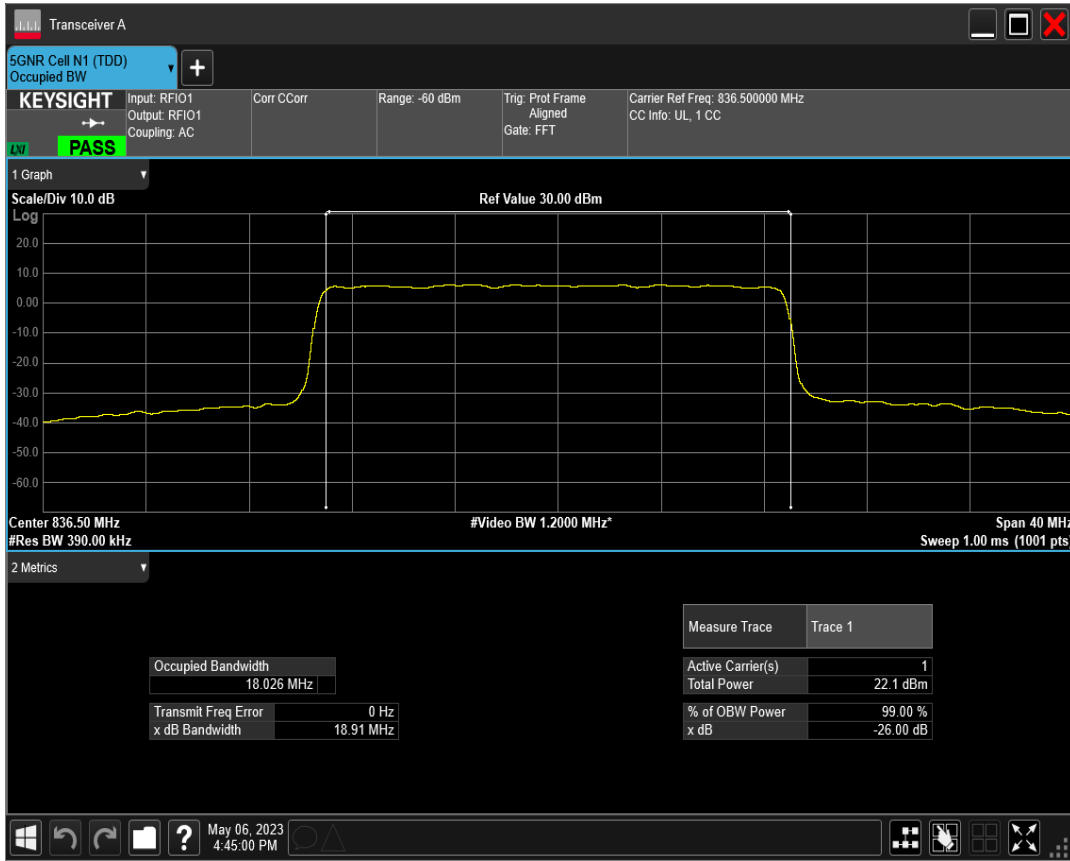 Transceiver A
5GNR Cell N1 (TDD)
Occupied BW
+
KEYSIGHT
LXI
PASS
Input: RFIO1
Output: RFIO1
Coupling: AC
Corr CCorr
Range: -60 dBm
Trig: Prot Frame
Aligned
Gate: FFT
Carrier Ref Freq: 836.500000 MHz
CC Info: UL, 1 CC
1 Graph
Scale/Div 10.0 dB
Ref Value 30.00 dBm
Log
20.0
10.0
0.00
-10.0
-20.0
-30.0
-40.0
-50.0
-60.0
Center 836.50 MHz
#Video BW 1.2000 MHz*
Span 40 MHz
#Res BW 390.00 kHz
Sweep 1.00 ms (1001 pts)
2 Metrics
Measure Trace Trace 1
Occupied Bandwidth
18.026 MHz
Active Carrier(s) 1
Total Power 22.1 dBm
Transmit Freq Error 0 Hz
x dB Bandwidth 18.91 MHz
% of OBW Power 99.00 %
x dB -26.00 dB
?
May 06, 2023
4:45:00 PM